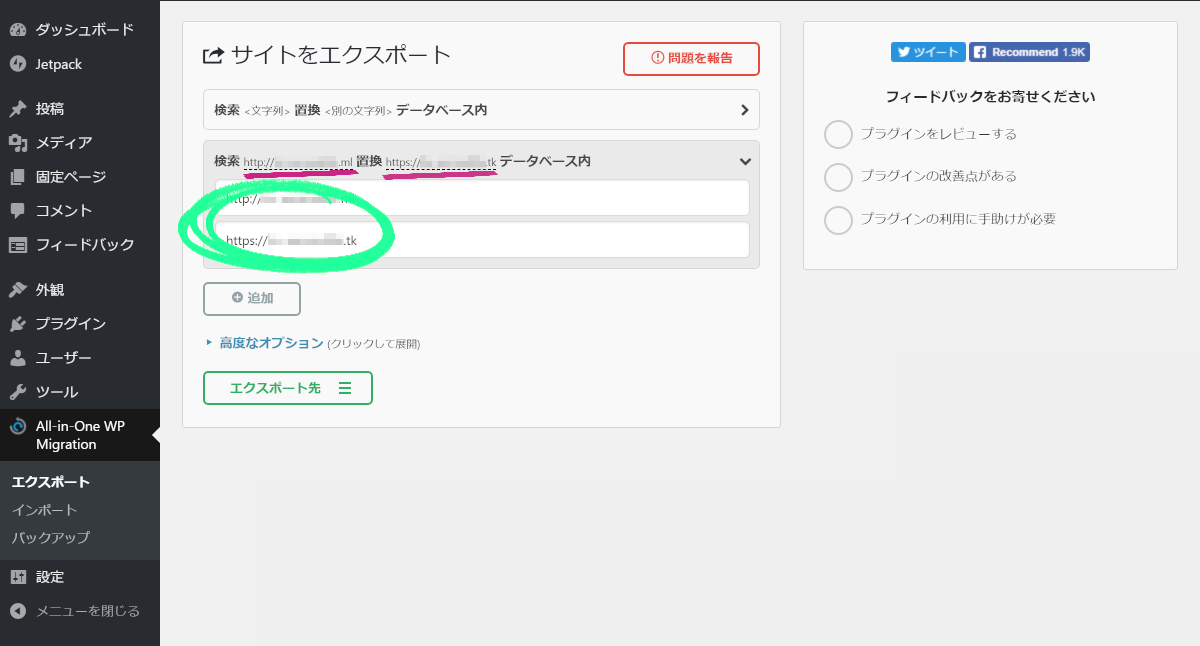 ダッシュボード
Jetpack
投稿
メディア
固定ページ
コメント
フィードバック
外観
プラグイン
ユーザー
ツール
All-in-One WP
Migration
エクスポート
インポート
バックアップ
設定
メニューを閉じる
サイトをエクスポート
問題を報告
検索 <文字列> 置換 <別の文字列> データベース内
検索 http:// .ml 置換 https:// .tk データベース内
https:// .tk
追加
高度なオプション (クリックして展開)
エクスポート先
ツイート
Recommend 1.9K
フィードバックをお寄せください
プラグインをレビューする
プラグインの改善点がある
プラグインの利用に手助けが必要